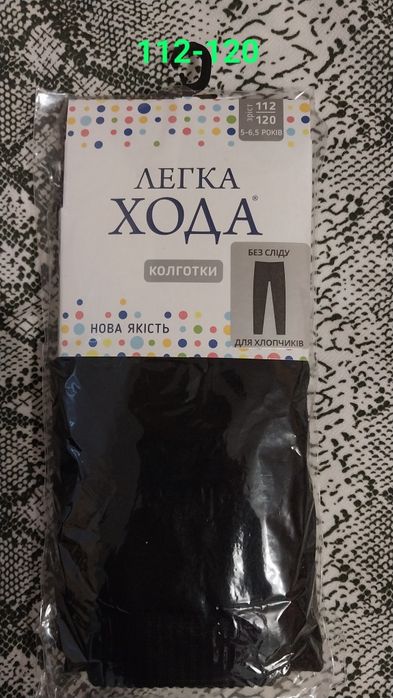 112-120
зріст 112
120
5-6,5 РОКІВ
ЛЕГКА
ХОДА®
КОЛГОТКИ
БЕЗ СЛІДУ
НОВА ЯКІСТЬ
ДЛЯ ХЛОПЧИКІВ